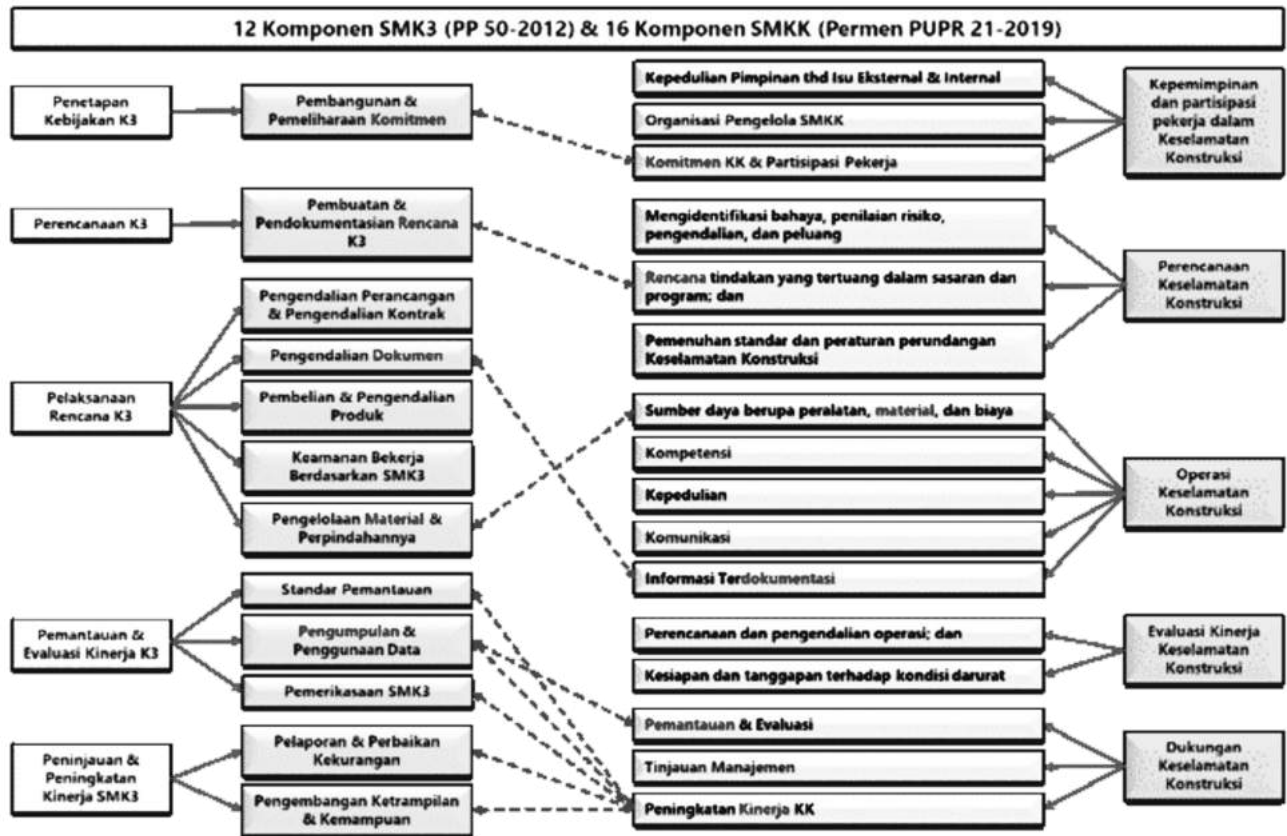 12 Komponen SMK3 (PP 50-2012) & 16 Komponen SMKK (Permen PUPR 21-2019)
Penetapan
Kebijakan K3
Perencanaan K3
Pelaksanaan
Rencana K3
Pemantauan &
Evaluasi Kinerja K3
Peninjauan &
Peningkatan
Kinerja SMK3
Pembangunan &
Pemeliharaan Komitmen
Pembuatan &
Pendokumentasian Rencana
K3
Pengendalian Perancangan
& Pengendalian Kontrak
Pengendalian Dokumen
Pembelian & Pengendalian
Produk
Keamanan Bekerja
Berdasarkan SMK3
Pengelolaan Material &
Perpindahannya
Standar Pemantauan
Pengumpulan &
Penggunaan Data
Pemerikasaan SMK3
Pelaporan & Perbaikan
Kekurangan
Pengembangan Ketrampilan
& Kemampuan
Kepedulian Pimpinan thd Isu Eksternal & Internal
Organisasi Pengelola SMKK
Komitmen KK & Partisipasi Pekerja
Mengidentifikasi bahaya, penilaian risiko,
pengendalian, dan peluang
Rencana tindakan yang tertuang dalam sasaran dan
program; dan
Pemenuhan standar dan peraturan perundangan
Keselamatan Konstruksi
Sumber daya berupa peralatan, material, dan biaya
Kompetensi
Kepedulian
Komunikasi
Informasi Terdokumentasi
Perencanaan dan pengendalian operasi; dan
Kesiapan dan tanggapan terhadap kondisi darurat
Pemantauan & Evaluasi
Tinjauan Manajemen
Peningkatan Kinerja KK
Kepemimpinan
dan partisipasi
pekerja dalam
Keselamatan
Konstruksi
Perencanaan
Keselamatan
Konstruksi
Operasi
Keselamatan
Konstruksi
Evaluasi Kinerja
Keselamatan
Konstruksi
Dukungan
Keselamatan
Konstruksi